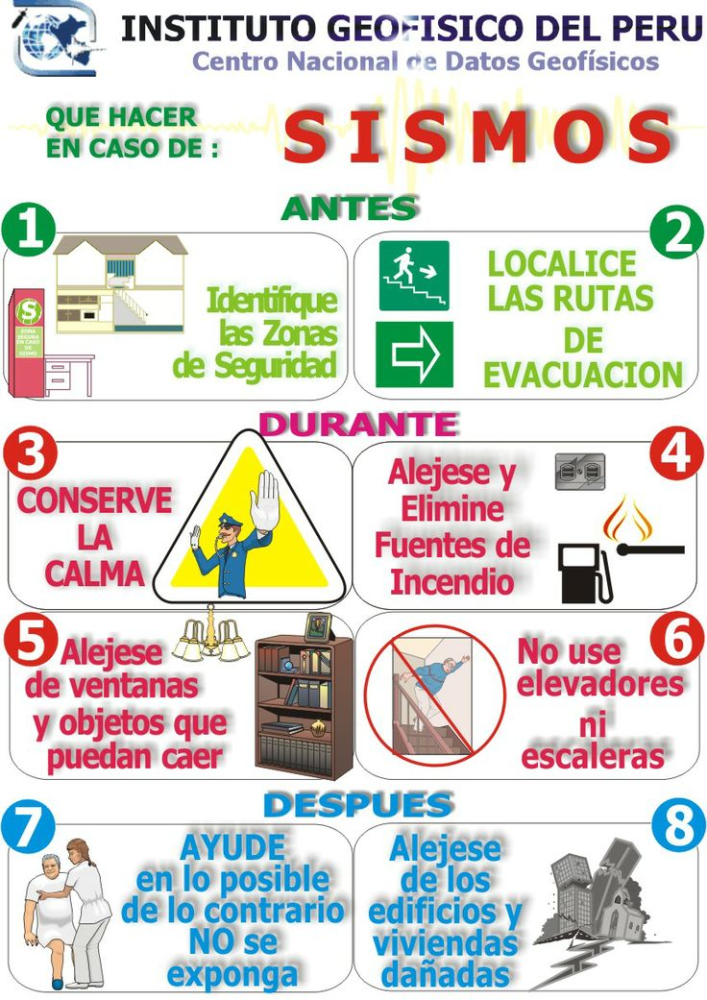 INSTITUTO GEOFISICO DEL PERU
Centro Nacional de Datos Geofísicos
QUE HACER
EN CASO DE :
SISMOS
ANTES
1
S
ZONA
SEGURA
EN CASO
DE
SISMO
Identifique
las Zonas
de Seguridad
2
LOCALICE
LAS RUTAS
DE
EVACUACION
DURANTE
3
CONSERVE
LA
CALMA
4
Alejese y
Elimine
Fuentes de
Incendio
5
Alejese
de ventanas
y objetos que
puedan caer
6
No use
elevadores
ni
escaleras
DESPUES
7
AYUDE
en lo posible
de lo contrario
NO se
exponga
8
Alejese
de los
edificios y
viviendas
dañadas